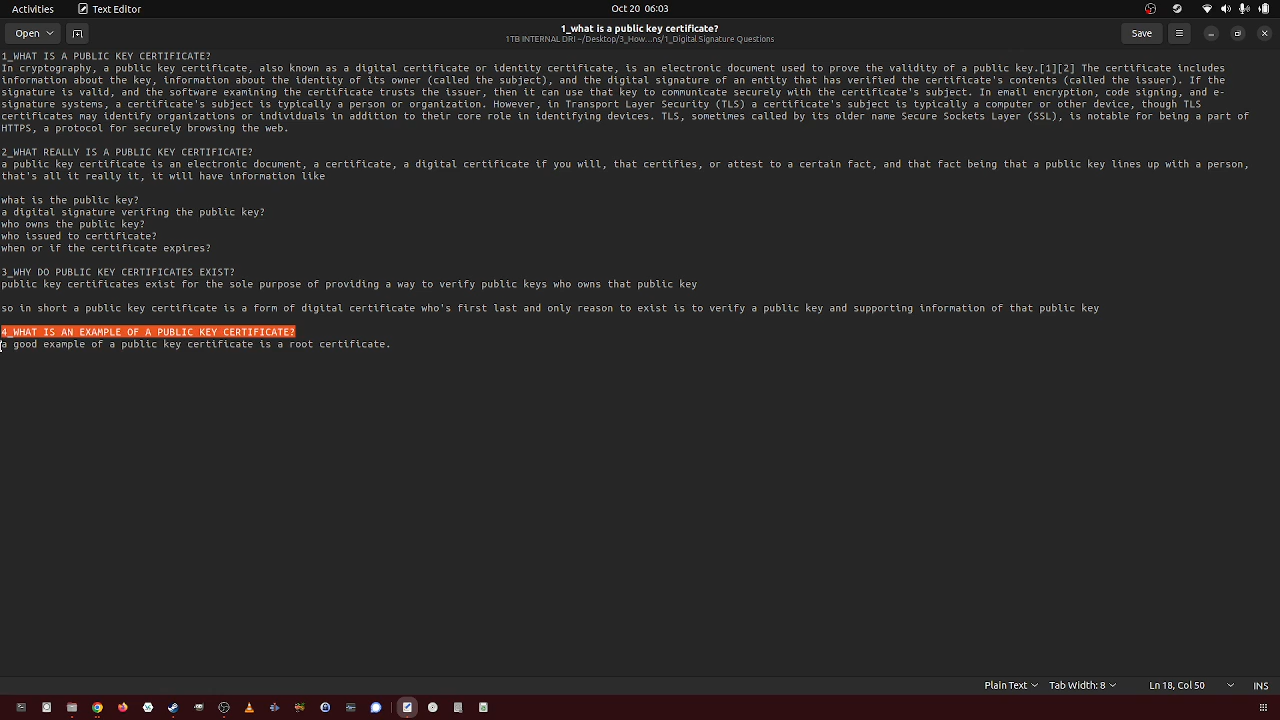 Activities
Text Editor
Oct 20 06:03
Open
1_what is a public key certificate?
1TB INTERNAL DRI ~/Desktop/3_How...ns/1_Digital Signature Questions
Save
1_WHAT IS A PUBLIC KEY CERTIFICATE?
In cryptography, a public key certificate, also known as a digital certificate or identity certificate, is an electronic document used to prove the validity of a public key.[1][2] The certificate includes
information about the key, information about the identity of its owner (called the subject), and the digital signature of an entity that has verified the certificate's contents (called the issuer). If the
signature is valid, and the software examining the certificate trusts the issuer, then it can use that key to communicate securely with the certificate's subject. In email encryption, code signing, and e-
signature systems, a certificate's subject is typically a person or organization. However, in Transport Layer Security (TLS) a certificate's subject is typically a computer or other device, though TLS
certificates may identify organizations or individuals in addition to their core role in identifying devices. TLS, sometimes called by its older name Secure Sockets Layer (SSL), is notable for being a part of
HTTPS, a protocol for securely browsing the web.
2_WHAT REALLY IS A PUBLIC KEY CERTIFICATE?
a public key certificate is an electronic document, a certificate, a digital certificate if you will, that certifies, or attest to a certain fact, and that fact being that a public key lines up with a person,
that's all it really it, it will have information like
what is the public key?
a digital signature verifing the public key?
who owns the public key?
who issued to certificate?
when or if the certificate expires?
3_WHY DO PUBLIC KEY CERTIFICATES EXIST?
public key certificates exist for the sole purpose of providing a way to verify public keys who owns that public key
so in short a public key certificate is a form of digital certificate who's first last and only reason to exist is to verify a public key and supporting information of that public key
4_WHAT IS AN EXAMPLE OF A PUBLIC KEY CERTIFICATE?
a good example of a public key certificate is a root certificate.
Plain Text
Tab Width: 8
Ln 18, Col 50
INS